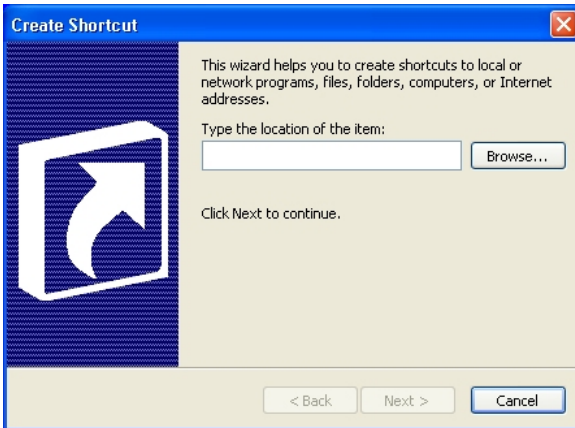 Create Shortcut
This wizard helps you to create shortcuts to local or
network programs, files, folders, computers, or Internet
addresses.
Type the location of the item:
Browse...
Click Next to continue.
< Back
Next >
Cancel